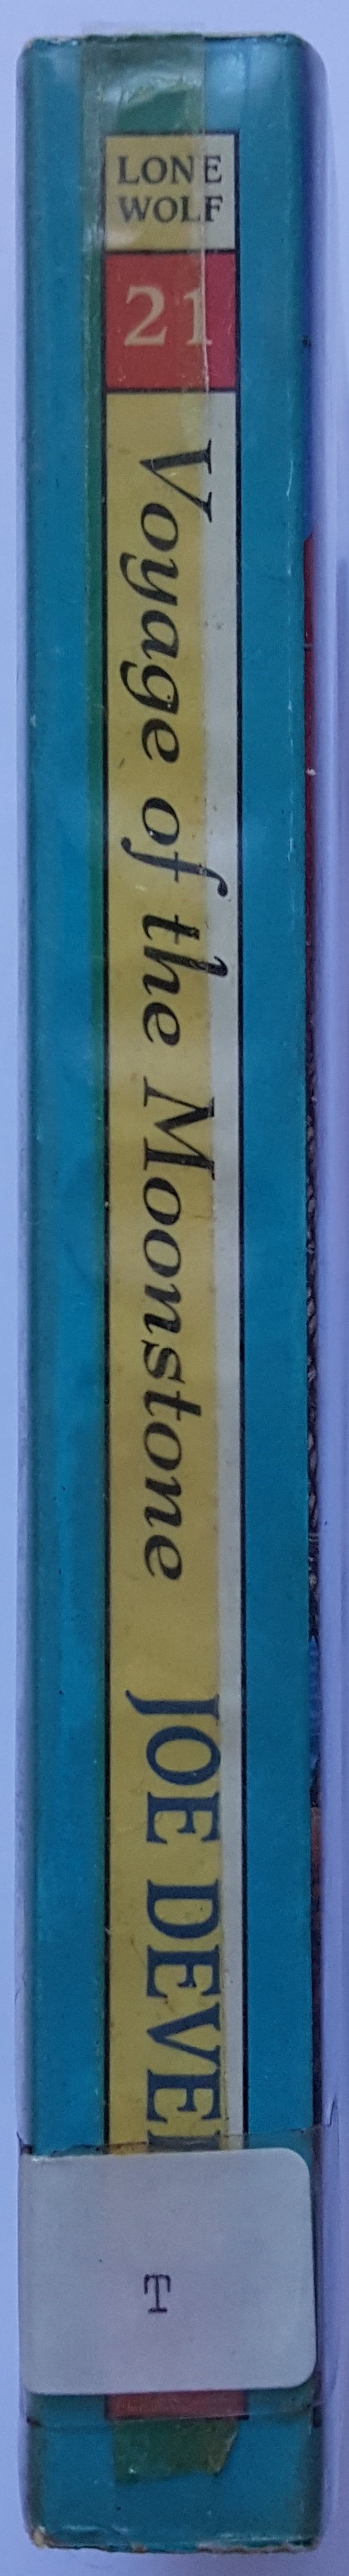 LONE
WOLF
21
Voyage of the Moonstone
JOE DEVE
T